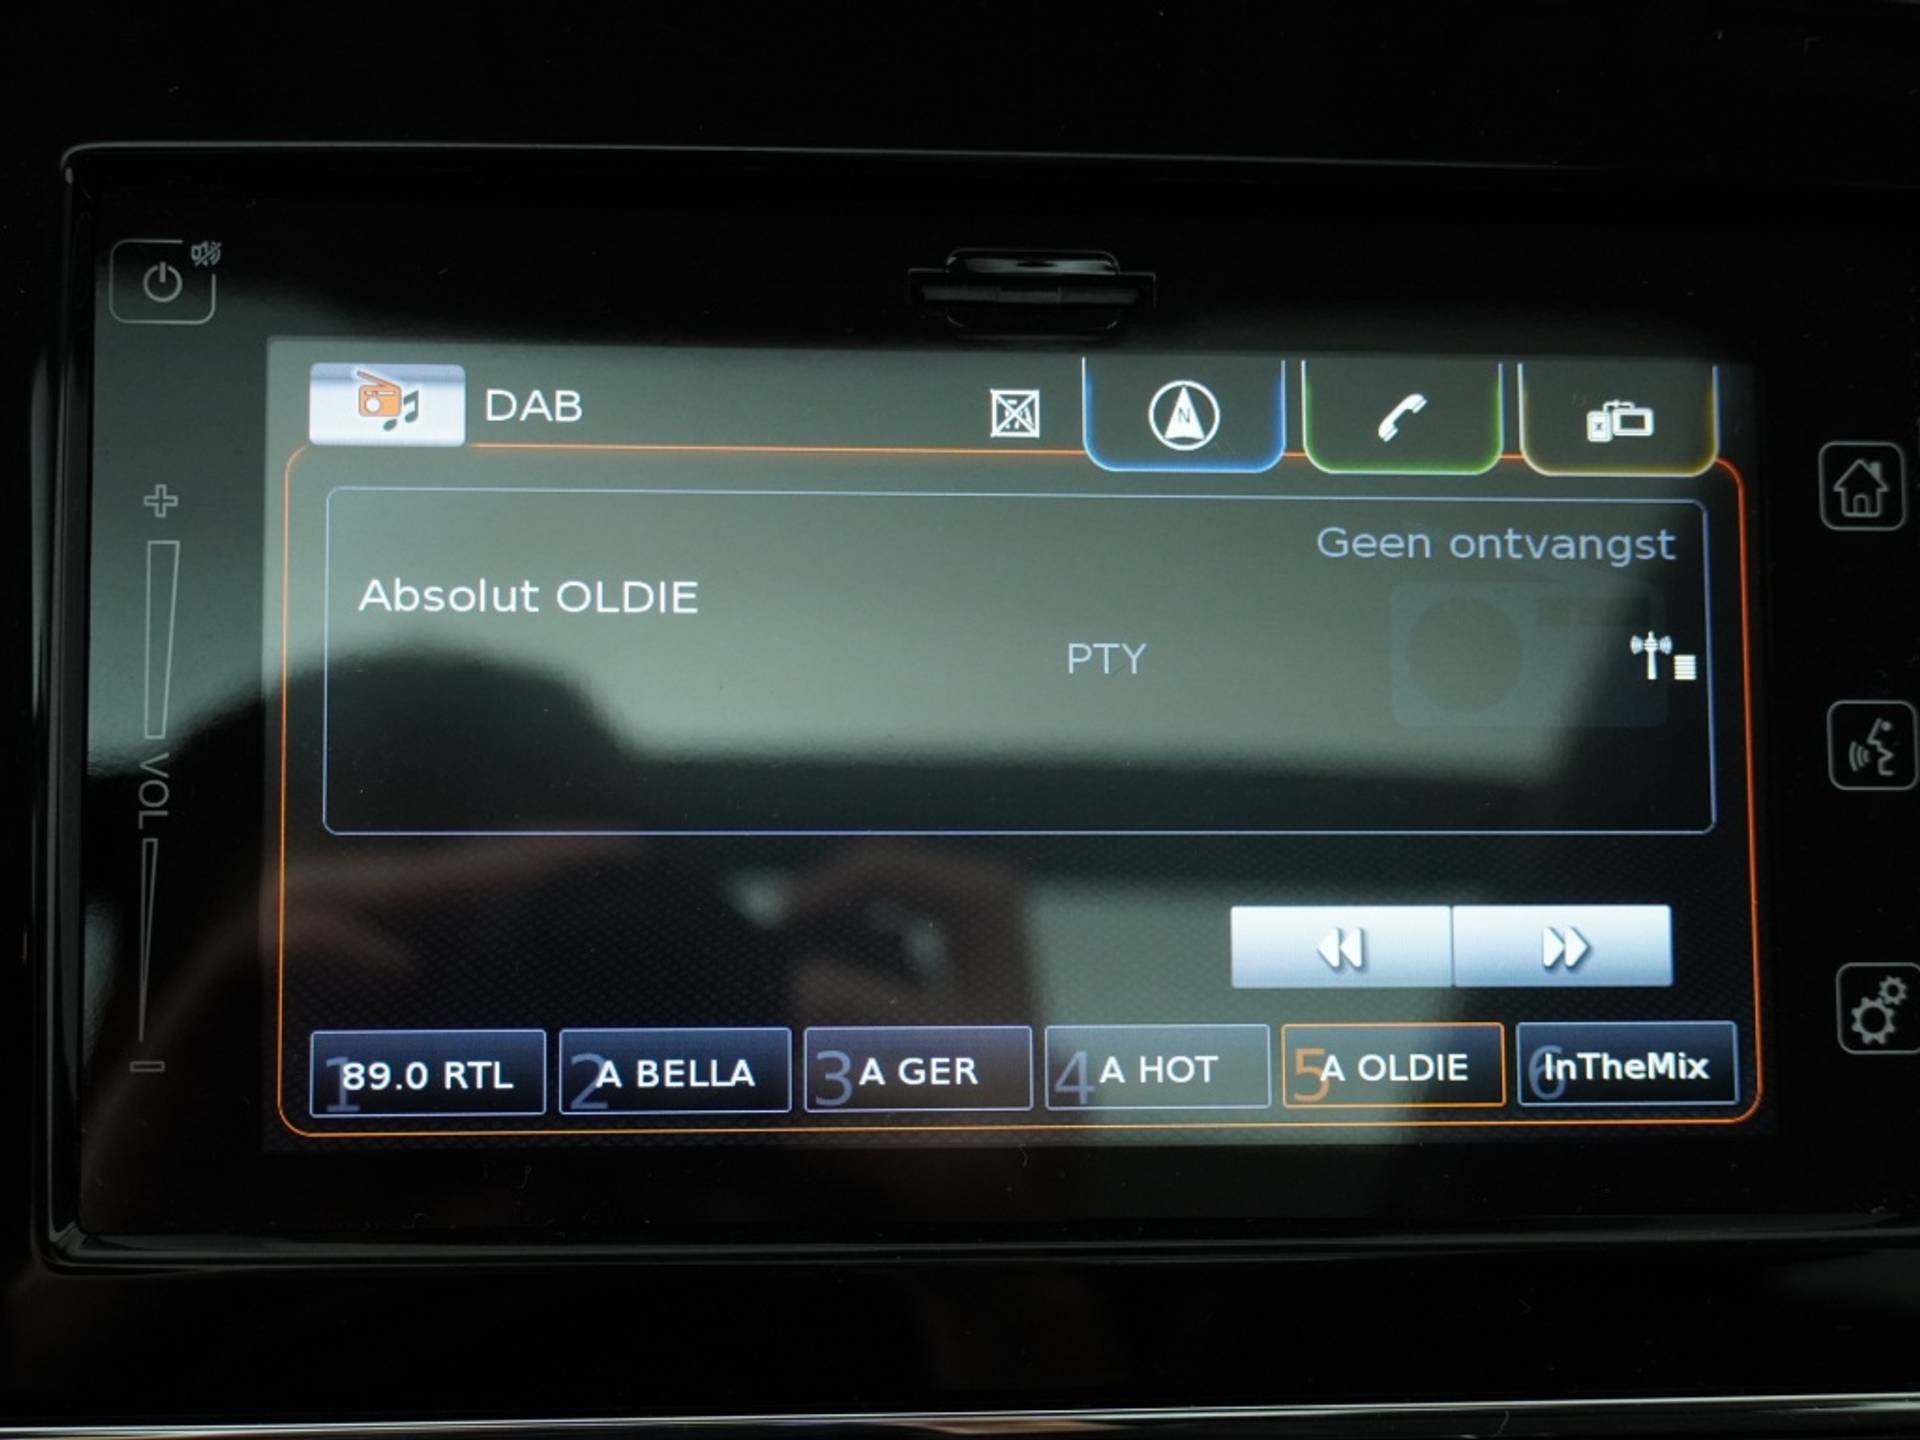 DAB
N
Geen ontvangst
Absolut OLDIE
PTY
VOL
1 89.0 RTL
2 A BELLA
3 A GER
4 A HOT
5 A OLDIE
6 InTheMix